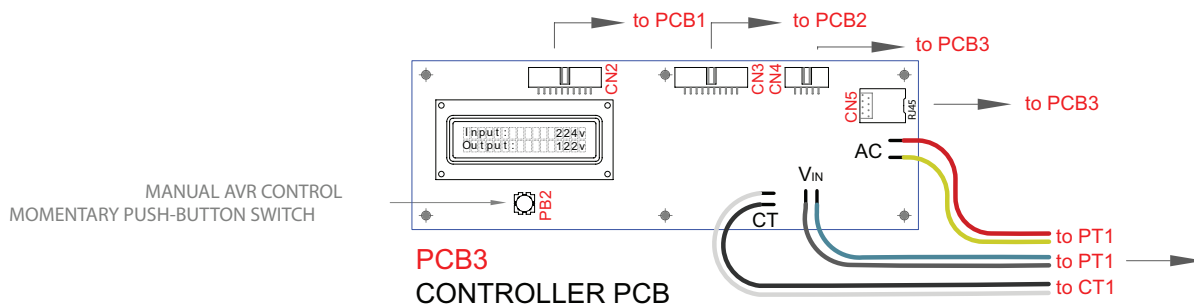 to PCB1
to PCB2
to PCB3
CN2
CN3
CN4
CN5
RJ45
to PCB3
Input: 224v
Output: 122v
AC
VIN
MANUAL AVR CONTROL
MOMENTARY PUSH-BUTTON SWITCH
PB2
CT
to PT1
to PT1
to CT1
PCB3
CONTROLLER PCB